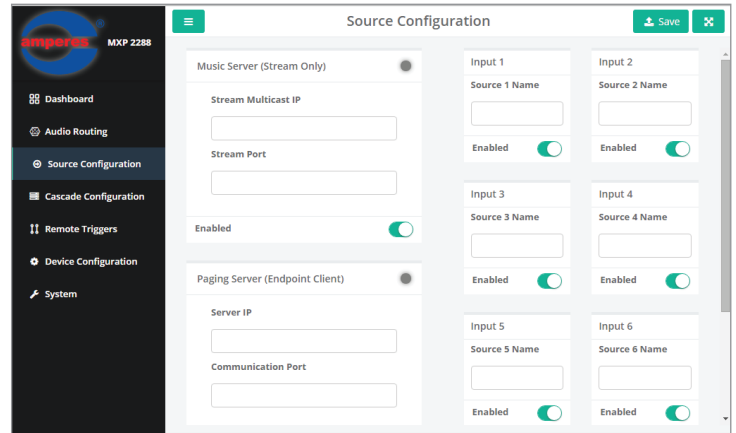 amperes
MXP 2288
Dashboard
Audio Routing
Source Configuration
Cascade Configuration
Remote Triggers
Device Configuration
System
Source Configuration
Save
Music Server (Stream Only)
Stream Multicast IP
Stream Port
Enabled
Paging Server (Endpoint Client)
Server IP
Communication Port
Input 1
Source 1 Name
Enabled
Input 2
Source 2 Name
Enabled
Input 3
Source 3 Name
Enabled
Input 4
Source 4 Name
Enabled
Input 5
Source 5 Name
Enabled
Input 6
Source 6 Name
Enabled